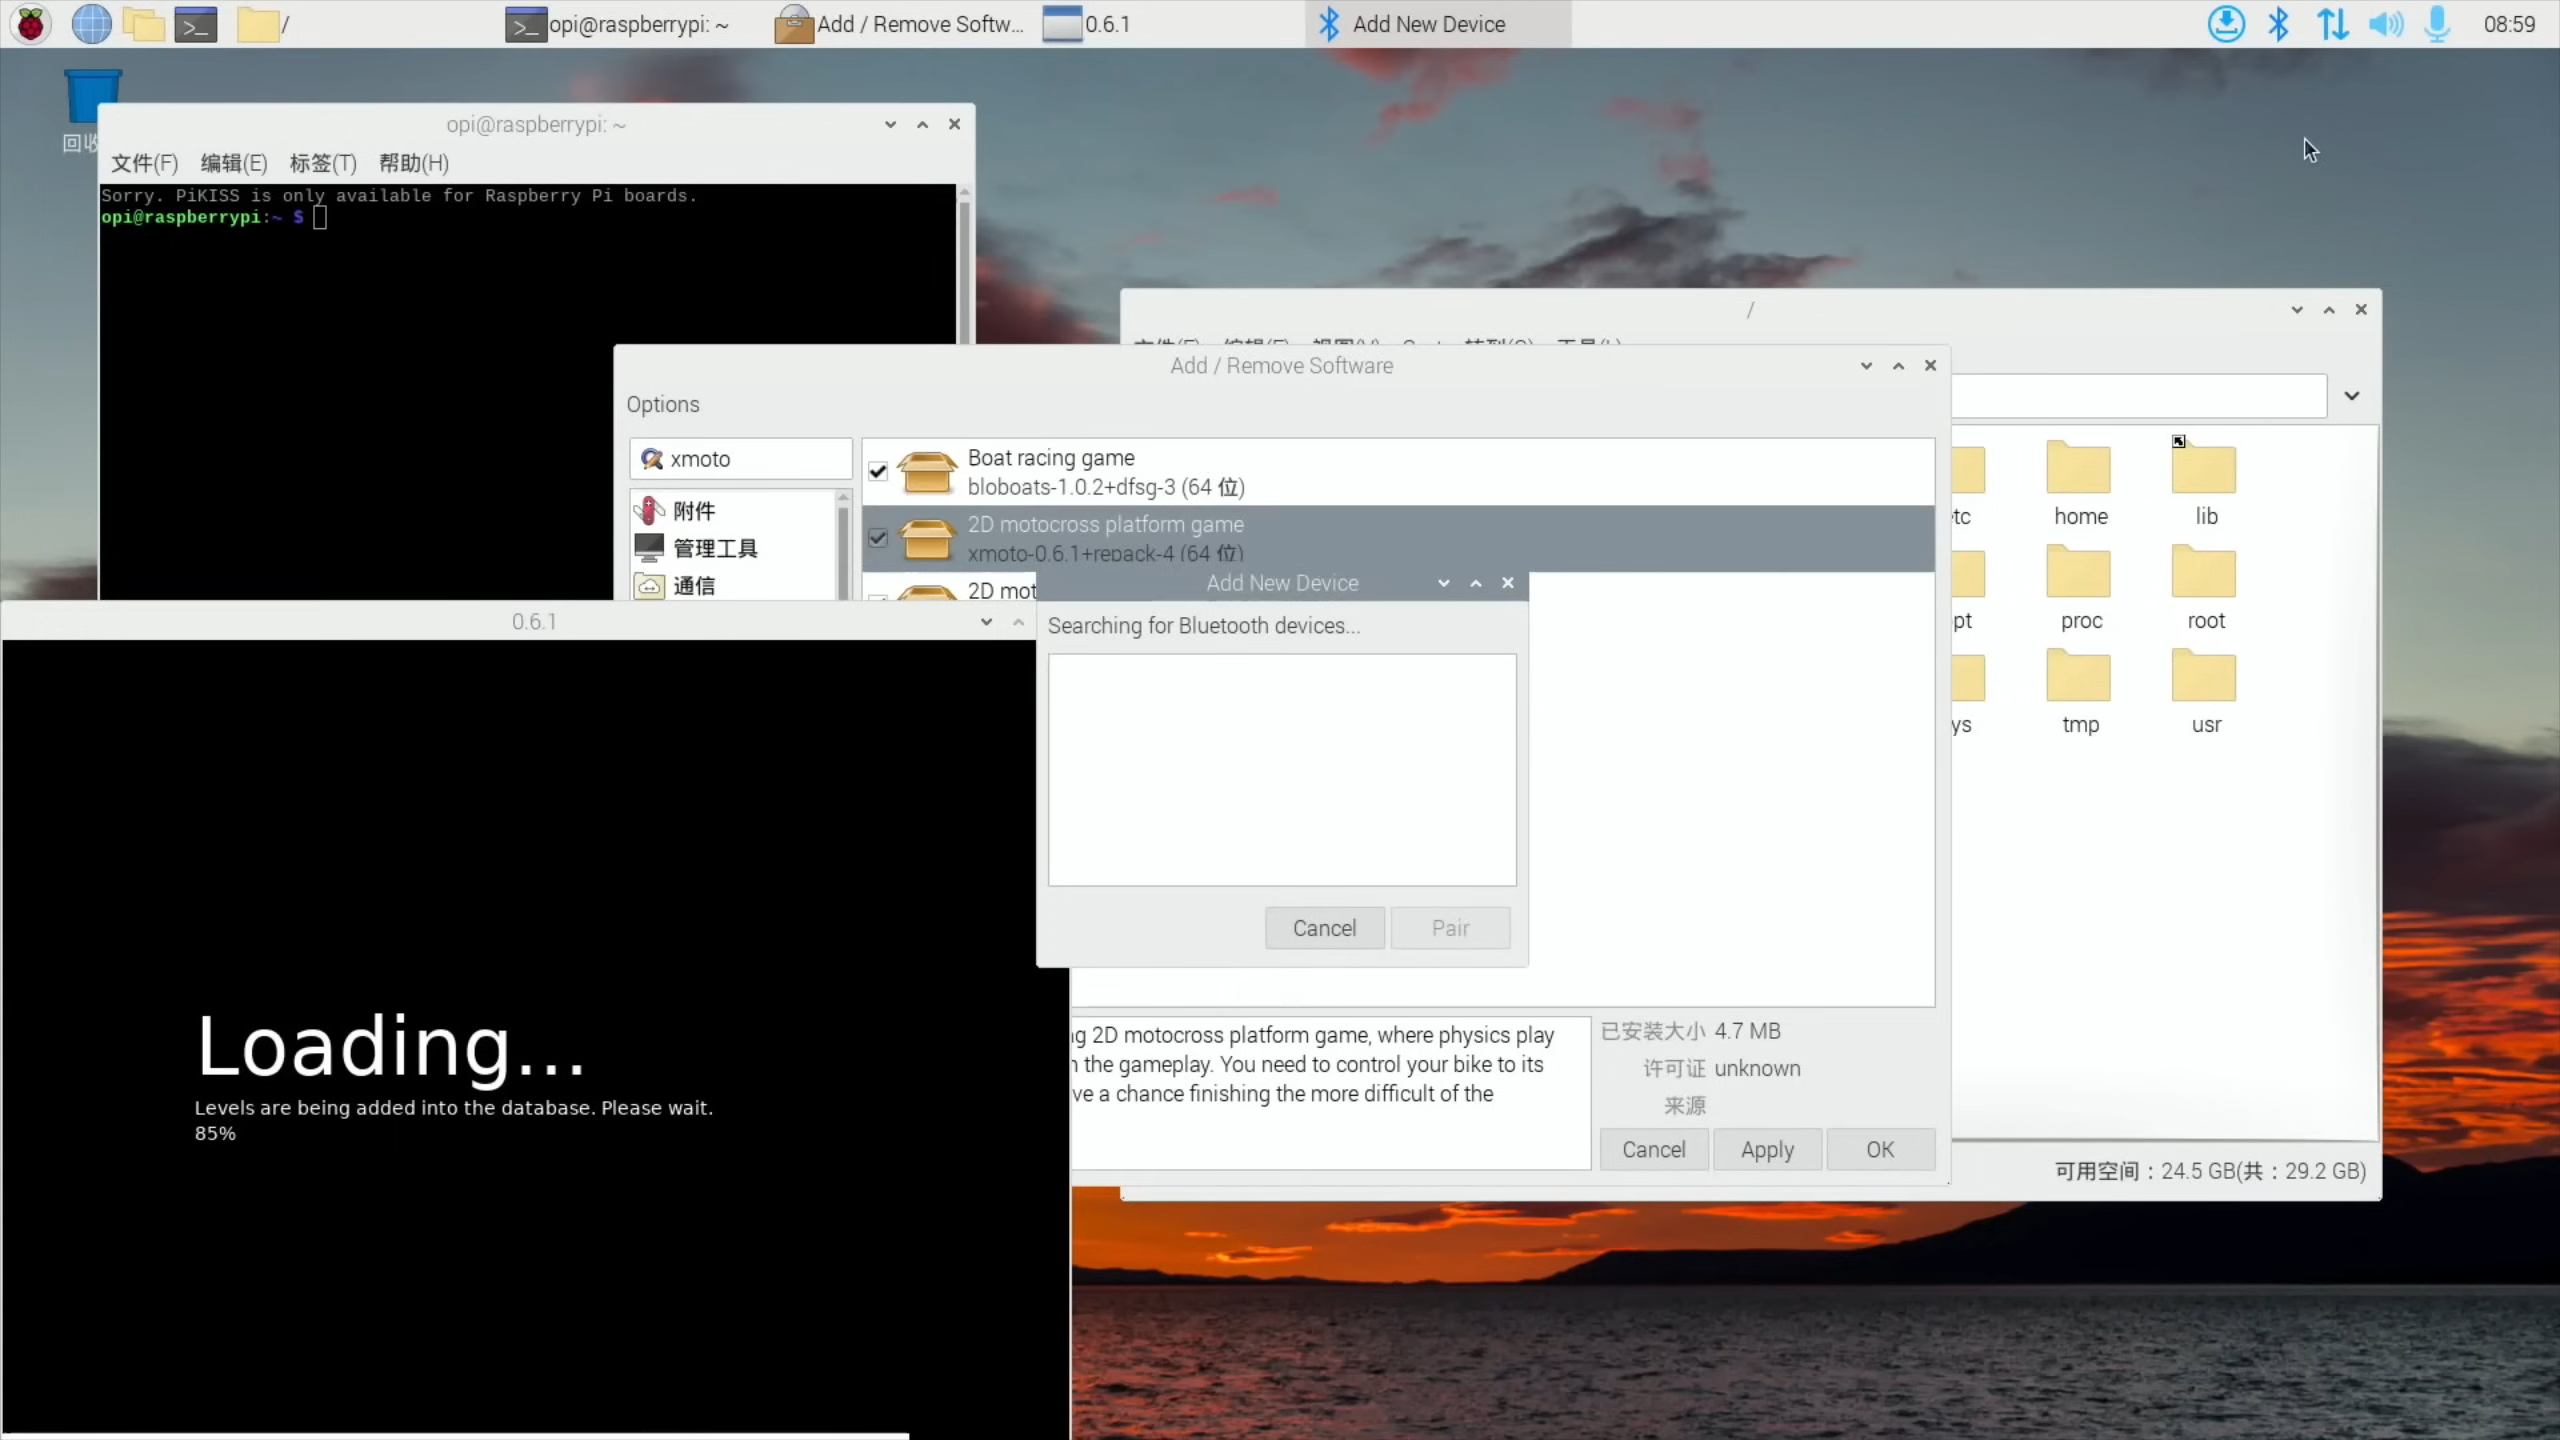 /
opi@raspberrypi: ~
Add / Remove Softw...
0.6.1
Add New Device
08:59
opi@raspberrypi: ~
文件(F) 编辑(E) 标签(T) 帮助(H)
Sorry. PiKISS is only available for Raspberry Pi boards.
opi@raspberrypi:~ $
/
Add / Remove Software
Options
xmoto
附件
管理工具
通信
Boat racing game
bloboats-1.0.2+dfsg-3 (64 位)
2D motocross platform game
xmoto-0.6.1+repack-4 (64 位)
2D mot
home
lib
proc
root
tmp
usr
Add New Device
Searching for Bluetooth devices...
Cancel
Pair
0.6.1
Loading...
Levels are being added into the database. Please wait.
85%
2D motocross platform game, where physics play
the gameplay. You need to control your bike to its
a chance finishing the more difficult of the
已安装大小 4.7 MB
许可证 unknown
来源
Cancel
Apply
OK
可用空间：24.5 GB(共：29.2 GB)